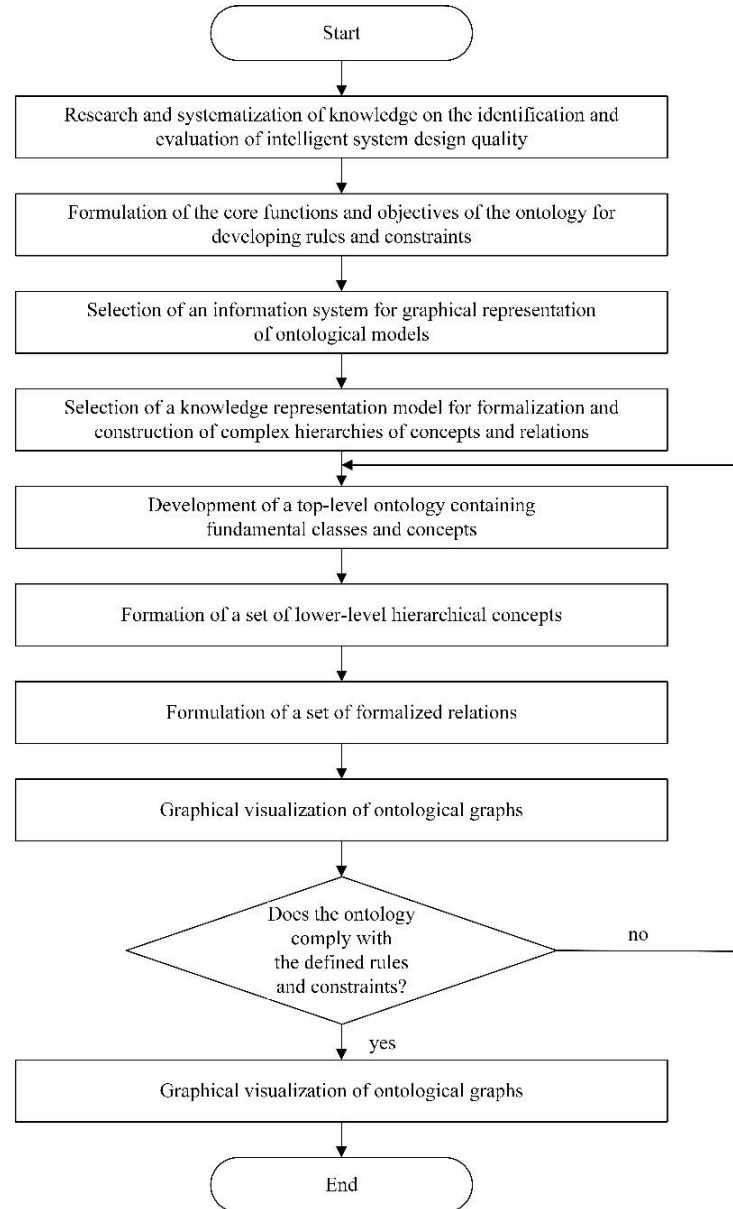 Start
Research and systematization of knowledge on the identification and
evaluation of intelligent system design quality
Formulation of the core functions and objectives of the ontology for
developing rules and constraints
Selection of an information system for graphical representation
of ontological models
Selection of a knowledge representation model for formalization and
construction of complex hierarchies of concepts and relations
Development of a top-level ontology containing
fundamental classes and concepts
Formation of a set of lower-level hierarchical concepts
Formulation of a set of formalized relations
Graphical visualization of ontological graphs
Does the ontology
comply with
the defined rules
and constraints?
no
yes
Graphical visualization of ontological graphs
End